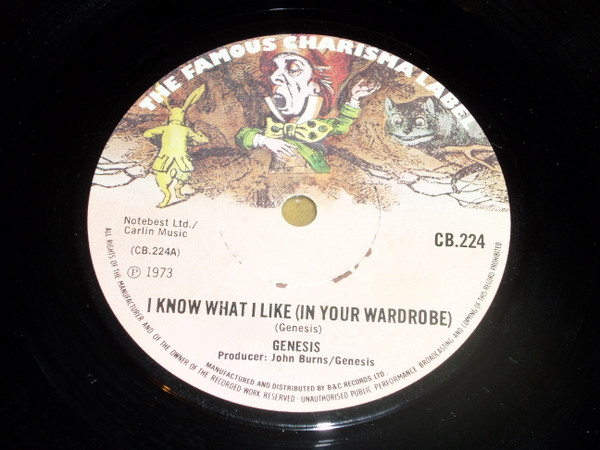 THE FAMOUS CHARISMA LABEL
Notebest Ltd./
Carlin Music
(CB.224A)
CB.224
Ⓟ 1973
I KNOW WHAT I LIKE (IN YOUR WARDROBE)
(Genesis)
GENESIS
Producer: John Burns/Genesis
MANUFACTURED AND DISTRIBUTED BY B&C RECORDS LTD.
ALL RIGHTS OF THE MANUFACTURER AND OF THE OWNER OF THE RECORDED WORK RESERVED - UNAUTHORISED PUBLIC PERFORMANCE BROADCASTING AND COPYING OF THIS RECORD PROHIBITED